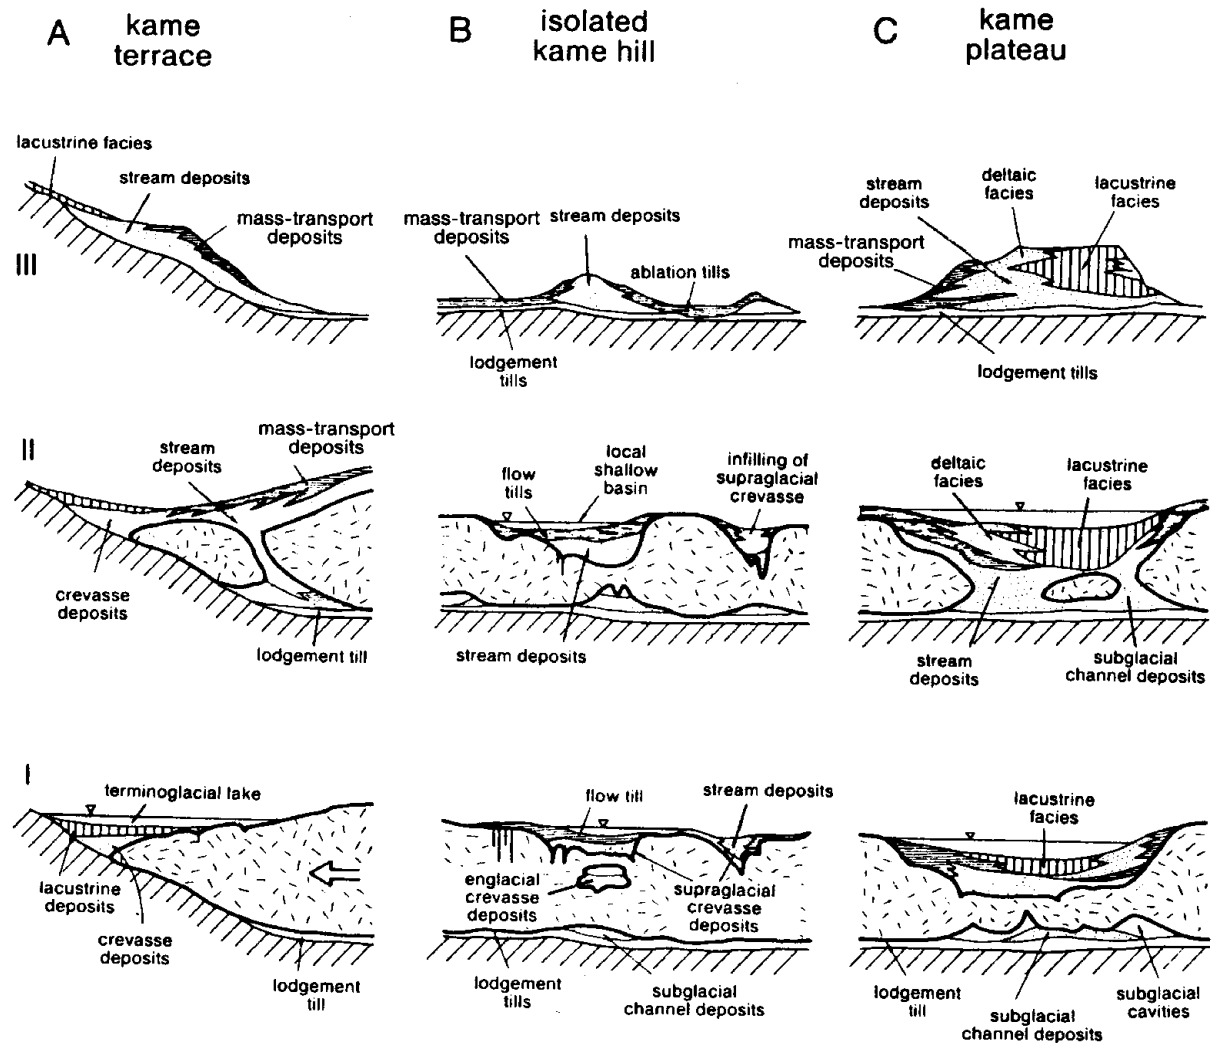 A
kame
terrace
B
isolated
kame hill
C
kame
plateau
III
lacustrine facies
stream deposits
mass-transport
deposits
mass-transport
deposits
stream deposits
ablation tills
lodgement
tills
stream
deposits
deltaic
facies
lacustrine
facies
mass-transport
deposits
lodgement tills
II
stream
deposits
mass-transport
deposits
crevasse
deposits
lodgement till
flow
tills
local
shallow
basin
infilling of
supraglacial
crevasse
stream deposits
deltaic
facies
lacustrine
facies
stream
deposits
subglacial
channel deposits
I
terminoglacial lake
lacustrine
deposits
crevasse
deposits
lodgement
till
flow till
stream deposits
englacial
crevasse
deposits
supraglacial
crevasse
deposits
lodgement
tills
subglacial
channel deposits
lacustrine
facies
lodgement
till
subglacial
channel deposits
subglacial
cavities